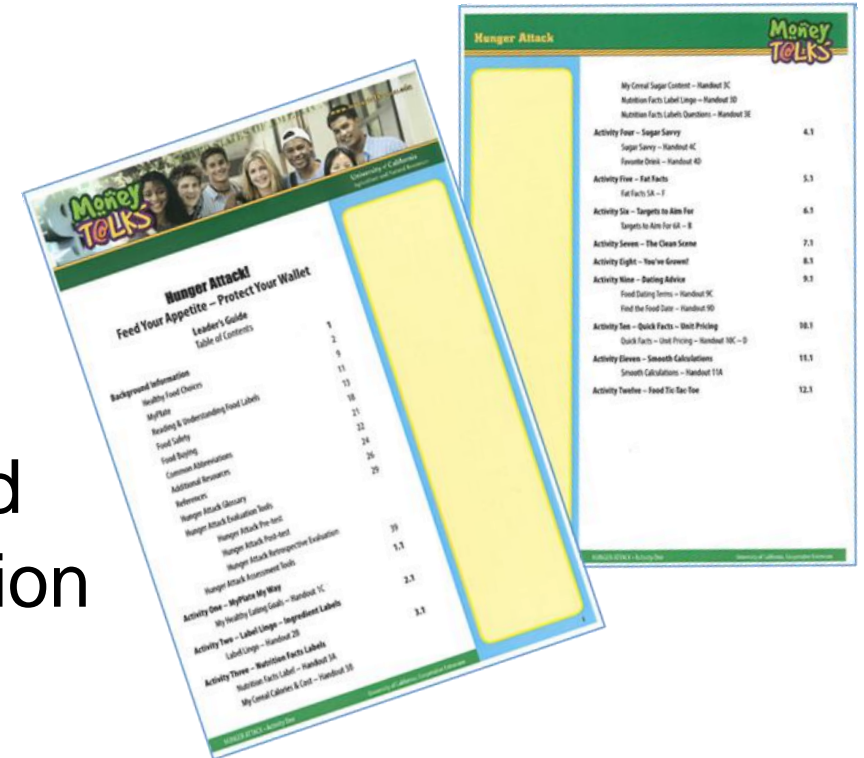 d
ion
Money
T@LKS
University of California
Agriculture and Natural Resources
Hunger Attack!
Feed Your Appetite – Protect Your Wallet
Leader's Guide
Table of Contents
Background Information 1
Healthy Food Choices 2
MyPlate 9
Reading & Understanding Food Labels 11
Food Safety 13
Food Buying 18
Common Abbreviations 21
Additional Resources 22
References 24
Hunger Attack Glossary 26
Hunger Attack Evaluation Tools 29
Hunger Attack Pre-test
Hunger Attack Post-test
Hunger Attack Retrospective Evaluation
Hunger Attack Assessment Tools 39
Activity One – MyPlate My Way 1.1
My Healthy Eating Goals – Handout 1C
Activity Two – Label Lingo – Ingredient Labels 2.1
Label Lingo – Handout 2B
Activity Three – Nutrition Facts Labels 3.1
Nutrition Facts Label – Handout 3A
My Cereal Calories & Cost – Handout 3B
HUNGER ATTACK • Activity One
University of California, Cooperative Extension
Hunger Attack
Money
T@LKS
My Cereal Sugar Content – Handout 3C
Nutrition Facts Label Lingo – Handout 3D
Nutrition Facts Labels Questions – Handout 3E
Activity Four – Sugar Savvy 4.1
Sugar Savvy – Handout 4C
Favorite Drink – Handout 4D
Activity Five – Fat Facts 5.1
Fat Facts 5A – F
Activity Six – Targets to Aim For 6.1
Targets to Aim For 6A – B
Activity Seven – The Clean Scene 7.1
Activity Eight – You've Grown! 8.1
Activity Nine – Dating Advice 9.1
Food Dating Terms – Handout 9C
Find the Food Date – Handout 9D
Activity Ten – Quick Facts – Unit Pricing 10.1
Quick Facts – Unit Pricing – Handout 10C – D
Activity Eleven – Smooth Calculations 11.1
Smooth Calculations – Handout 11A
Activity Twelve – Food Tic-Tac-Toe 12.1
HUNGER ATTACK • Activity One
University of California, Cooperative Extension